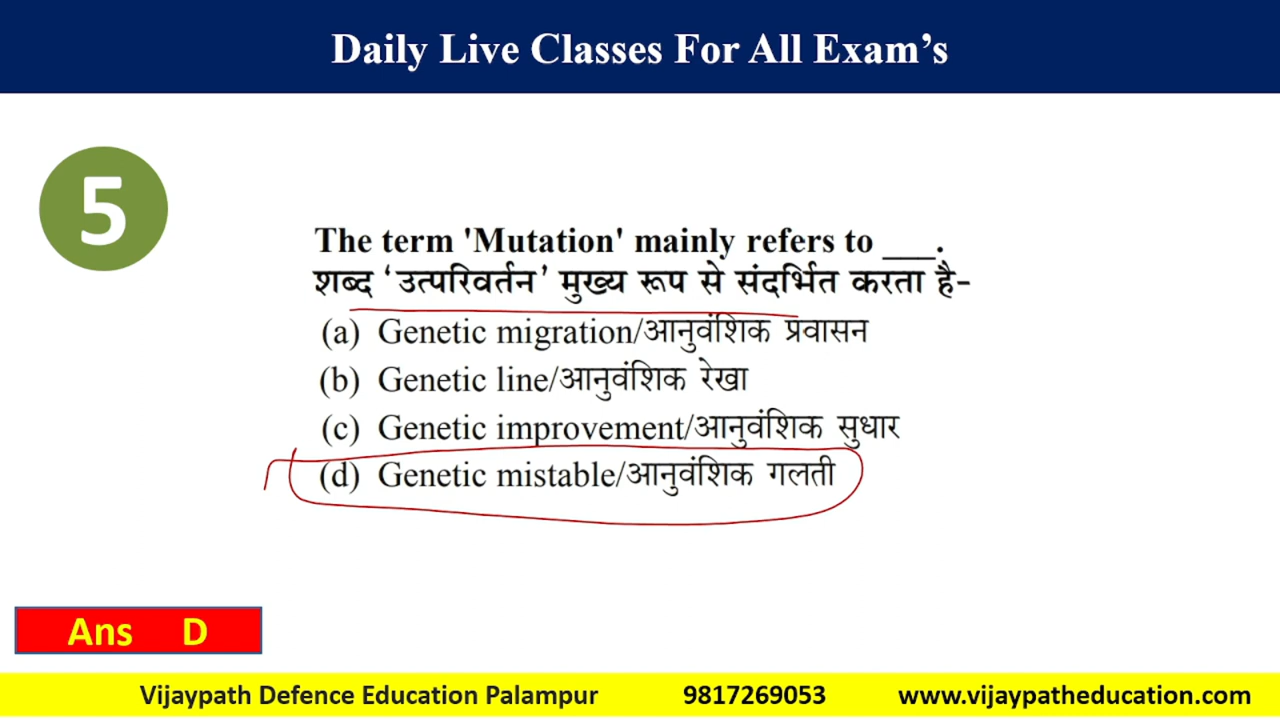 Daily Live Classes For All Exam’s
5
The term 'Mutation' mainly refers to ___.
शब्द ‘उत्परिवर्तन’ मुख्य रूप से संदर्भित करता है-
(a) Genetic migration/आनुवंशिक प्रवासन
(b) Genetic line/आनुवंशिक रेखा
(c) Genetic improvement/आनुवंशिक सुधार
(d) Genetic mistable/आनुवंशिक गलती
Ans D
Vijaypath Defence Education Palampur 9817269053 www.vijaypatheducation.com